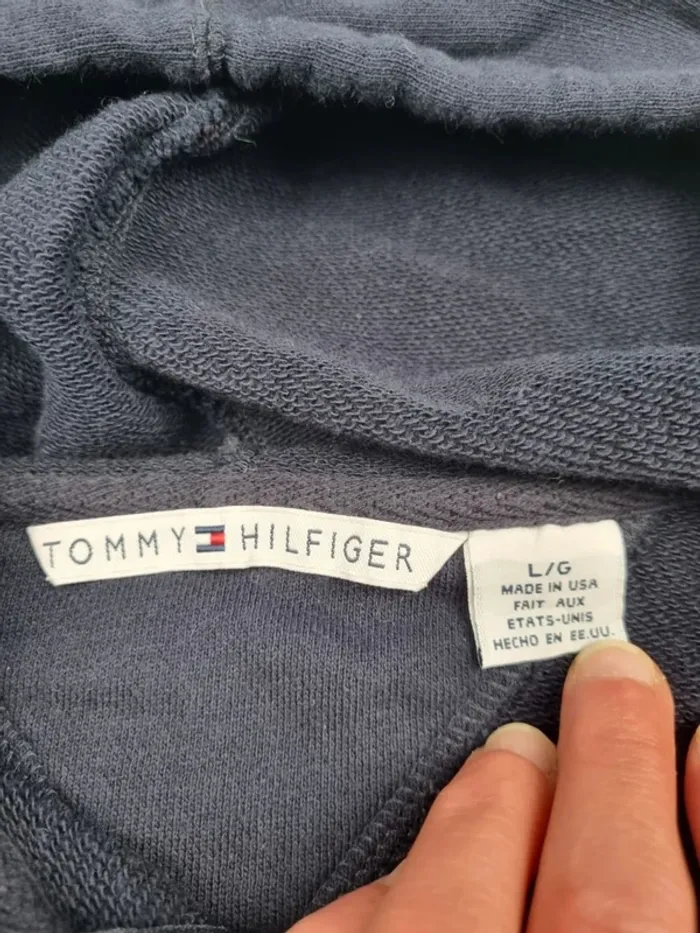 TOMMY HILFIGER
L/G
MADE IN USA
FAIT AUX
ETATS-UNIS
HECHO EN EE.UU.